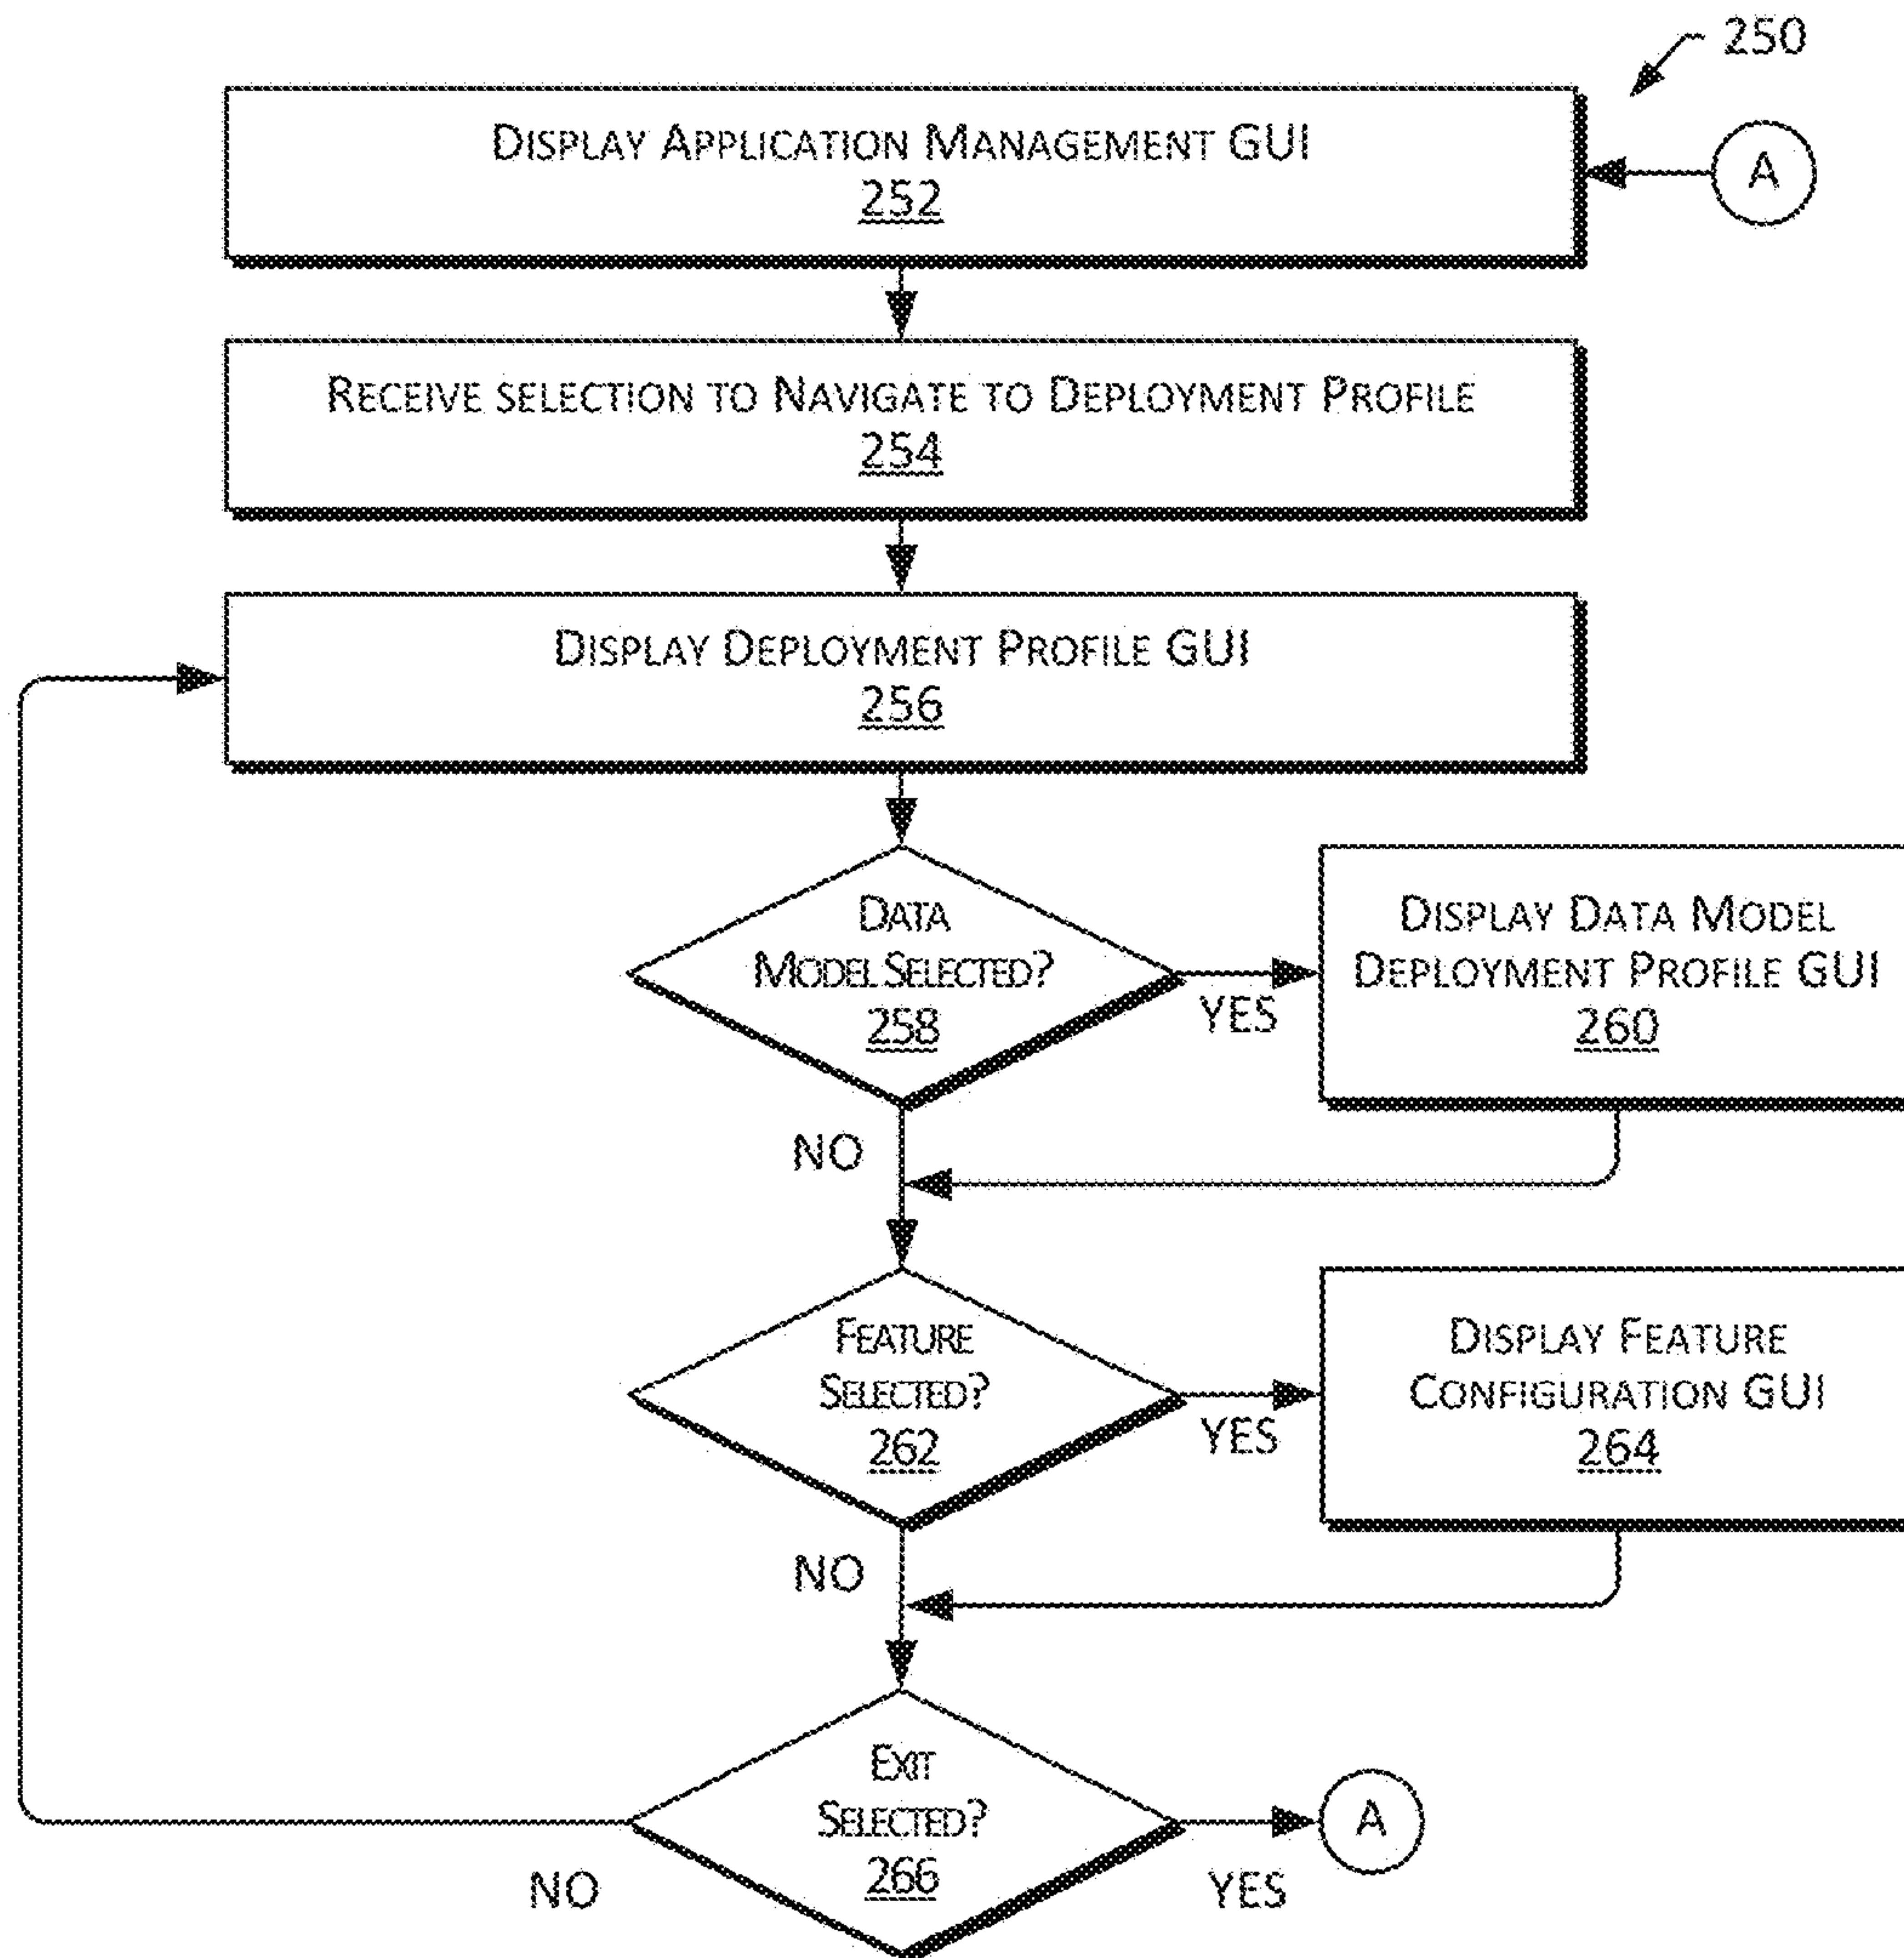 250
DISPLAY APPLICATION MANAGEMENT GUI
252
A
RECEIVE SELECTION TO NAVIGATE TO DEPLOYMENT PROFILE
254
DISPLAY DEPLOYMENT PROFILE GUI
256
DATA
MODEL SELECTED?
258
YES
DISPLAY DATA MODEL
DEPLOYMENT PROFILE GUI
260
NO
FEATURE
SELECTED?
262
YES
DISPLAY FEATURE
CONFIGURATION GUI
264
NO
EXIT
SELECTED?
266
NO
YES
A